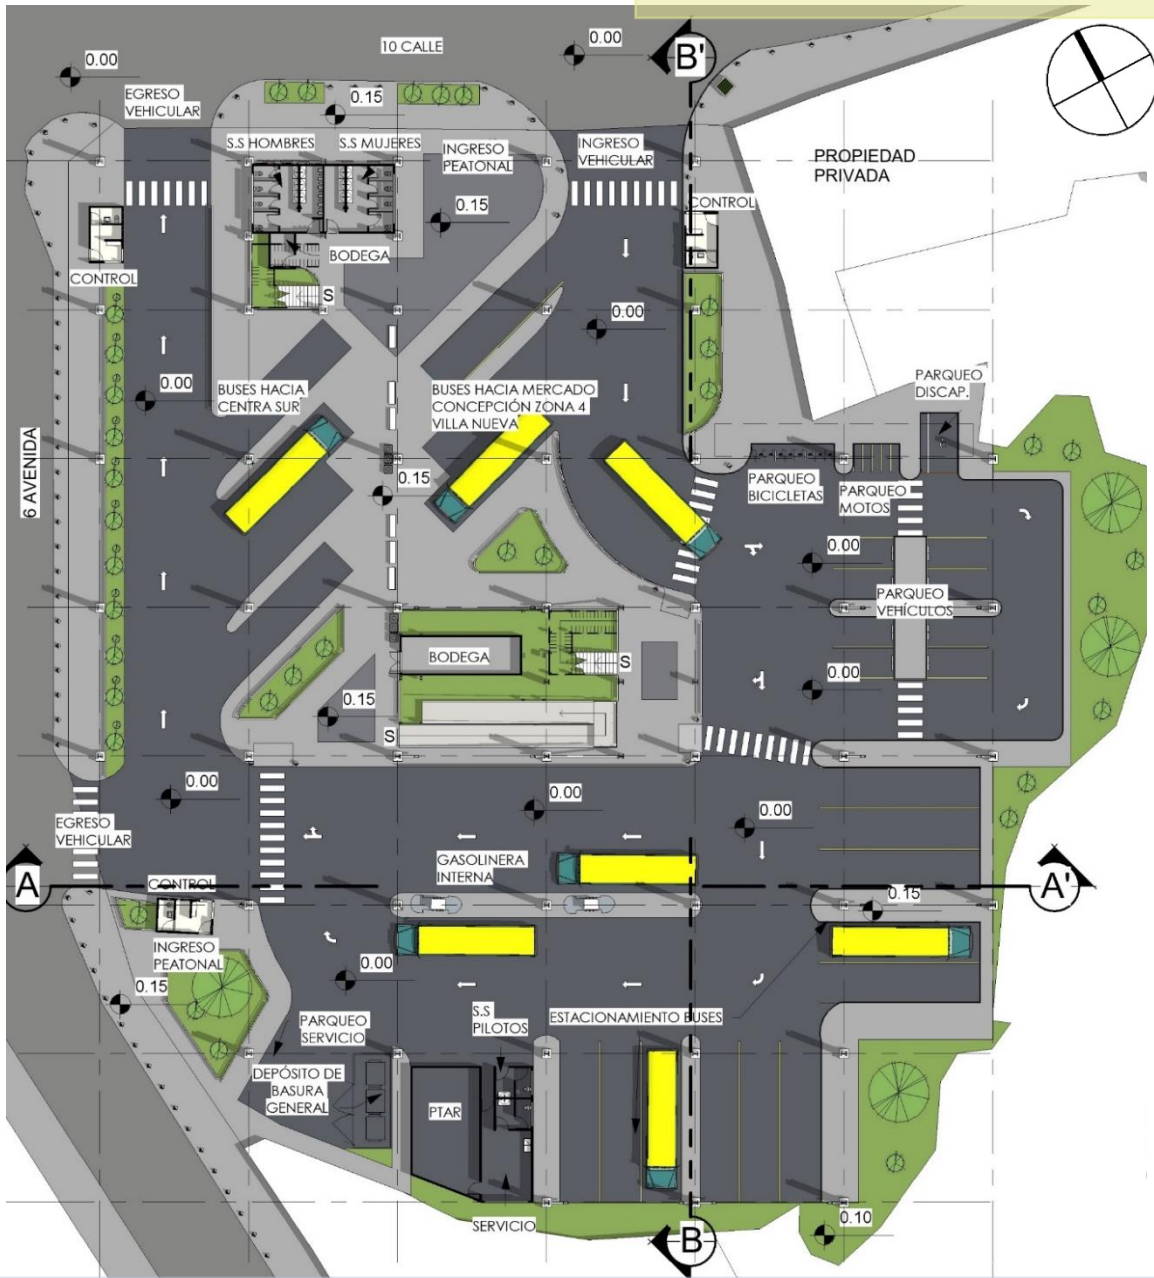 10 CALLE
0.00
0.00
B'
EGRESO
VEHICULAR
0.15
S.S HOMBRES
S.S MUJERES
INGRESO
PEATONAL
INGRESO
VEHICULAR
PROPIEDAD
PRIVADA
0.15
CONTROL
BODEGA
CONTROL
S
0.00
0.00
BUSES HACIA
CENTRA SUR
BUSES HACIA MERCADO
CONCEPCIÓN ZONA 4
VILLA NUEVA
PARQUEO
DISCAP.
6 AVENIDA
0.15
PARQUEO
BICICLETAS
PARQUEO
MOTOS
0.00
PARQUEO
VEHÍCULOS
BODEGA
S
0.00
0.15
S
0.00
0.00
0.00
EGRESO
VEHICULAR
GASOLINERA
INTERNA
A
A'
CONTROL
0.15
INGRESO
PEATONAL
0.00
0.15
PARQUEO
SERVICIO
S.S
PILOTOS
ESTACIONAMIENTO BUSES
DEPÓSITO DE
BASURA
GENERAL
PTAR
SERVICIO
0.10
B